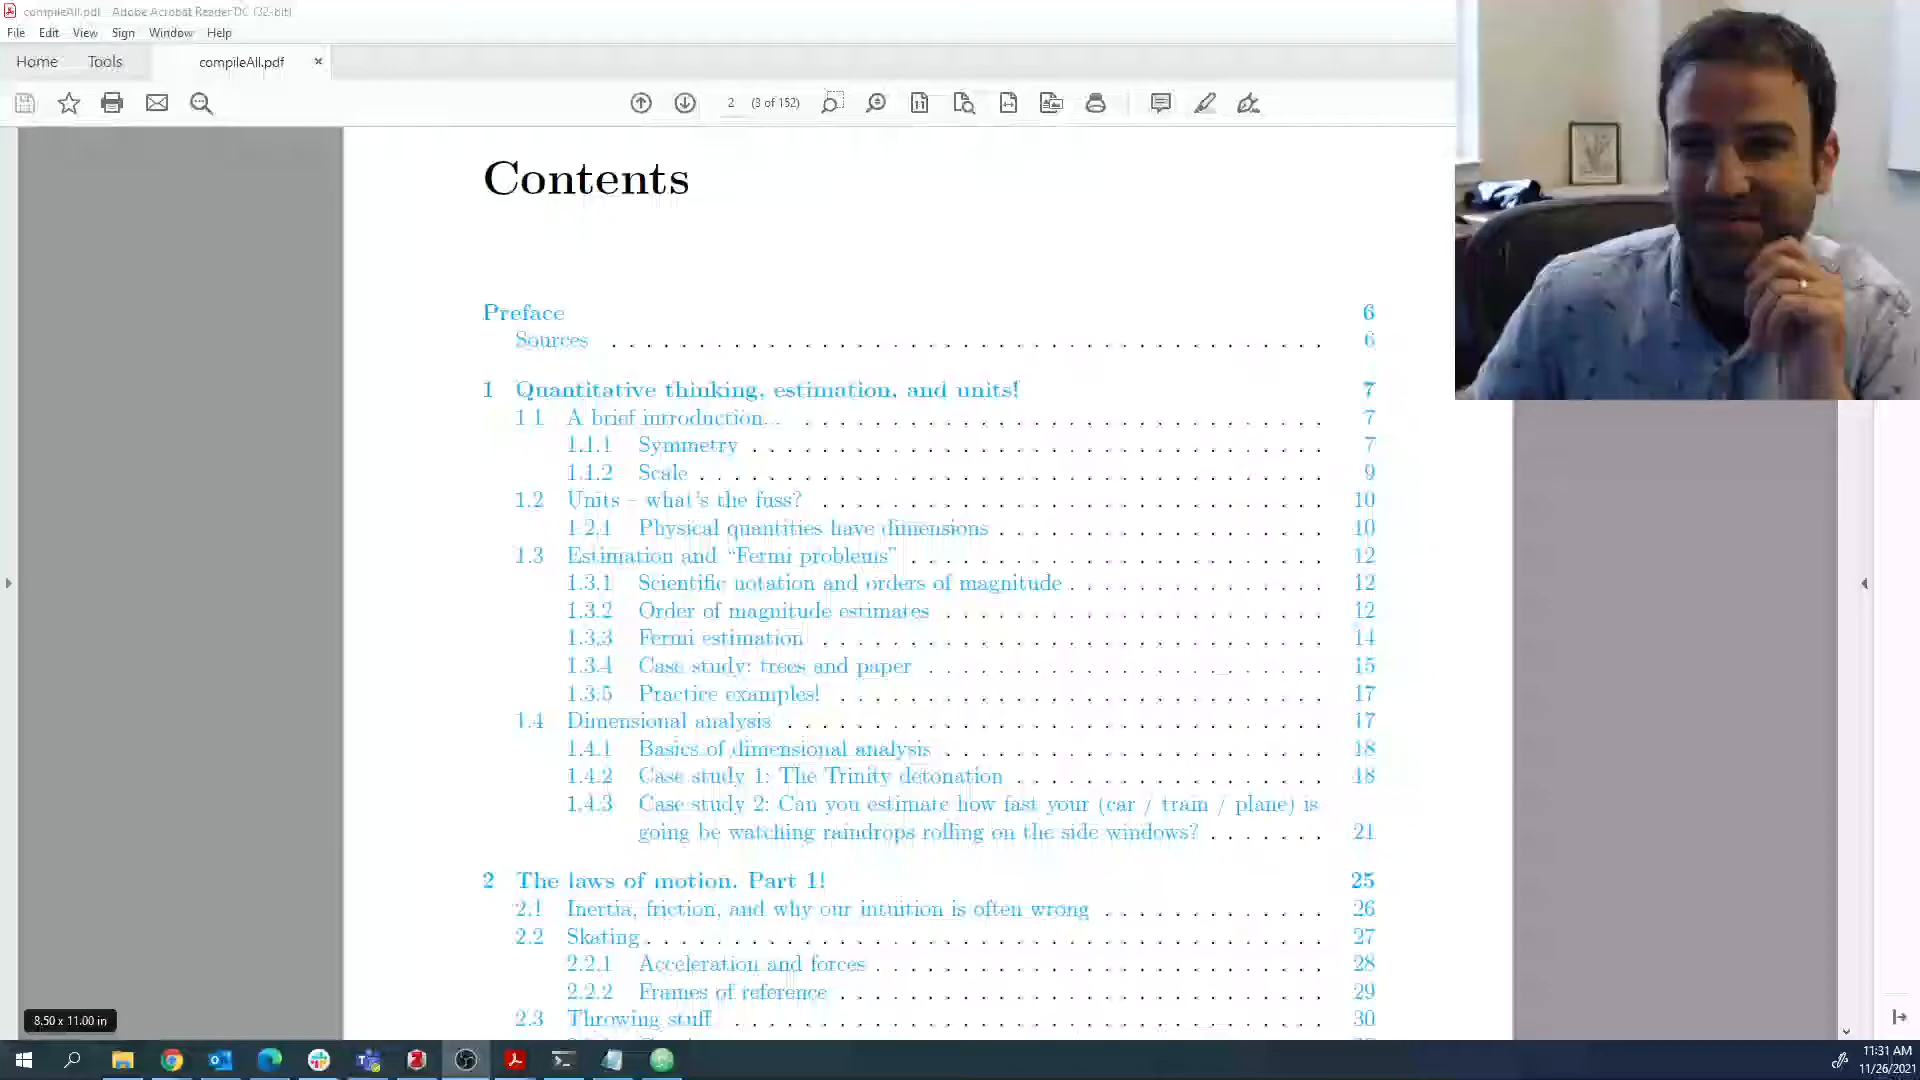 compileAll.pdf - Adobe Acrobat Reader DC (32-bit)
File Edit View Sign Window Help
Home Tools compileAll.pdf ×
2 (3 of 152)
Contents
Preface 6
Sources . . . . . . . . . . . . . . . . . . . . . . . . . . . . . . . . . . 6
1 Quantitative thinking, estimation, and units! 7
1.1 A brief introduction... . . . . . . . . . . . . . . . . . . . . . . . . . 7
1.1.1 Symmetry . . . . . . . . . . . . . . . . . . . . . . . . . . . . 7
1.1.2 Scale . . . . . . . . . . . . . . . . . . . . . . . . . . . . . . 9
1.2 Units – what's the fuss? . . . . . . . . . . . . . . . . . . . . . . . . 10
1.2.1 Physical quantities have dimensions . . . . . . . . . . . . . . . 10
1.3 Estimation and “Fermi problems” . . . . . . . . . . . . . . . . . . . 12
1.3.1 Scientific notation and orders of magnitude . . . . . . . . . . . 12
1.3.2 Order of magnitude estimates . . . . . . . . . . . . . . . . . . 12
1.3.3 Fermi estimation . . . . . . . . . . . . . . . . . . . . . . . . 14
1.3.4 Case study: trees and paper . . . . . . . . . . . . . . . . . . . 15
1.3.5 Practice examples! . . . . . . . . . . . . . . . . . . . . . . . 17
1.4 Dimensional analysis . . . . . . . . . . . . . . . . . . . . . . . . . 17
1.4.1 Basics of dimensional analysis . . . . . . . . . . . . . . . . . . 18
1.4.2 Case study 1: The Trinity detonation . . . . . . . . . . . . . . 18
1.4.3 Case study 2: Can you estimate how fast your (car / train / plane) is
going be watching raindrops rolling on the side windows? . . . . . . . 21
2 The laws of motion. Part 1! 25
2.1 Inertia, friction, and why our intuition is often wrong . . . . . . . . . . 26
2.2 Skating . . . . . . . . . . . . . . . . . . . . . . . . . . . . . . . . 27
2.2.1 Acceleration and forces . . . . . . . . . . . . . . . . . . . . . 28
2.2.2 Frames of reference . . . . . . . . . . . . . . . . . . . . . . . 29
2.3 Throwing stuff . . . . . . . . . . . . . . . . . . . . . . . . . . . . 30
8.50 x 11.00 in
11:31 AM
11/26/2021